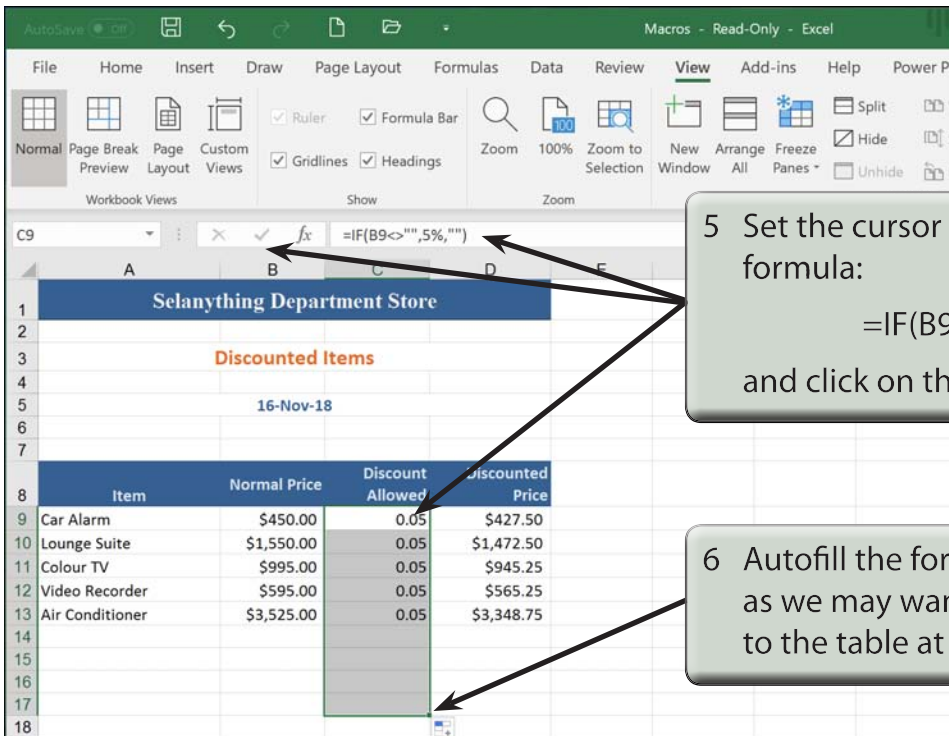 AutoSave Off Macros - Read-Only - Excel
File Home Insert Draw Page Layout Formulas Data Review View Add-ins Help Power P
Normal Page Break Preview Page Layout Custom Views
Workbook Views
Ruler Formula Bar
Gridlines Headings
Show
Zoom 100% Zoom to Selection
Zoom
New Window Arrange All Freeze Panes
Split
Hide
Unhide
C9 fx =IF(B9<>"",5%,"")
A B C D E
1 Selanything Department Store
2
3 Discounted Items
4
5 16-Nov-18
6
7
8 Item Normal Price Discount Allowed Discounted Price
9 Car Alarm $450.00 0.05 $427.50
10 Lounge Suite $1,550.00 0.05 $1,472.50
11 Colour TV $995.00 0.05 $945.25
12 Video Recorder $595.00 0.05 $565.25
13 Air Conditioner $3,525.00 0.05 $3,348.75
14
15
16
17
18
5 Set the cursor
formula:
=IF(B9
and click on th
6 Autofill the for
as we may wan
to the table at